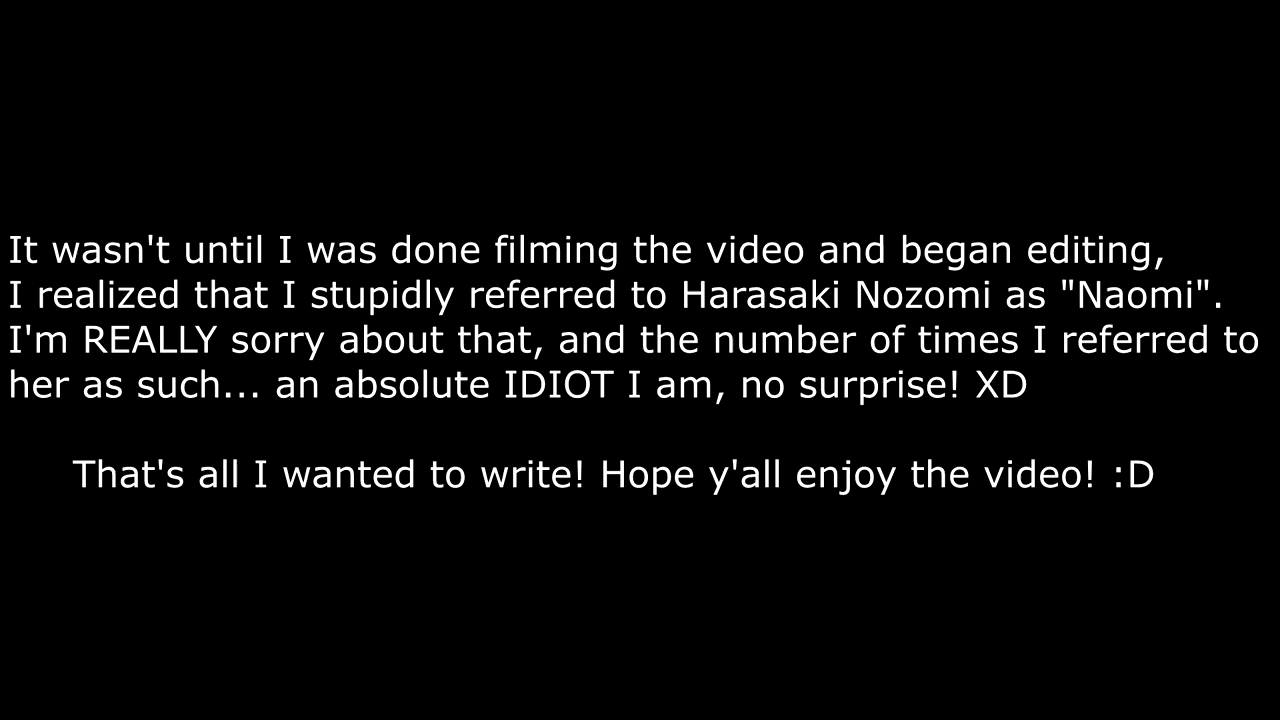 It wasn't until I was done filming the video and began editing,
I realized that I stupidly referred to Harasaki Nozomi as "Naomi".
I'm REALLY sorry about that, and the number of times I referred to
her as such... an absolute IDIOT I am, no surprise! XD
That's all I wanted to write! Hope y'all enjoy the video! :D